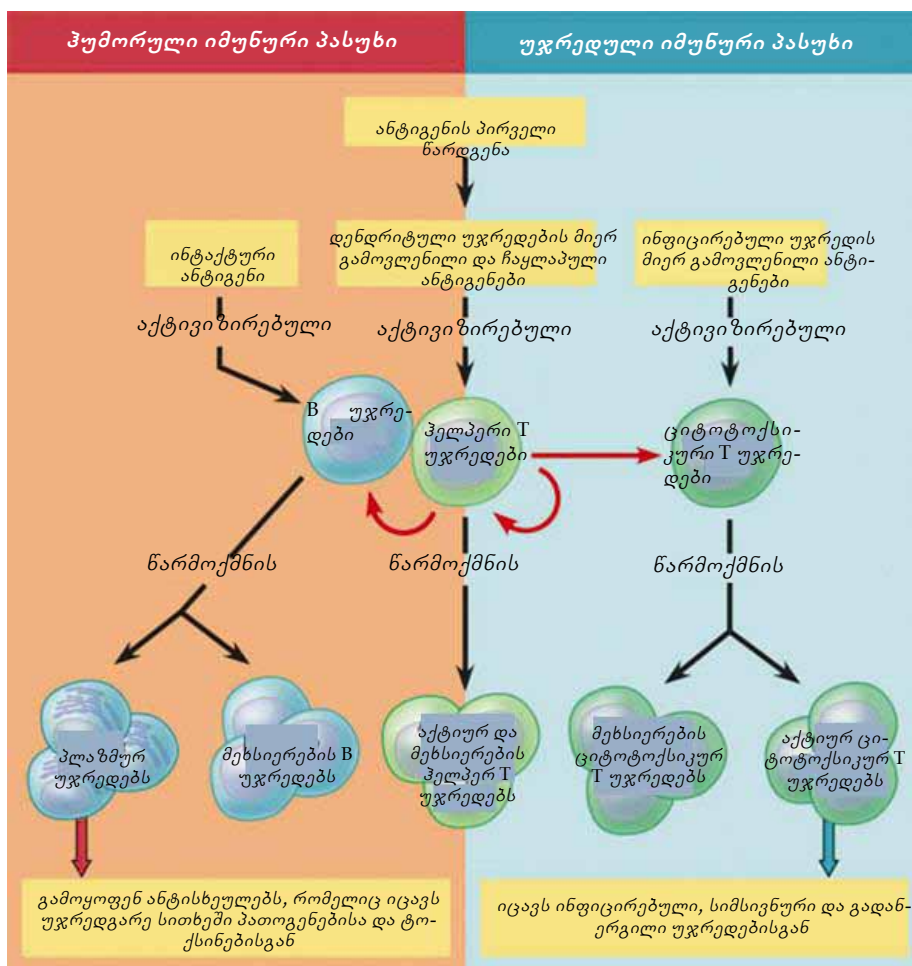 ჰუმორული იმუნური პასუხი
უჯრედული იმუნური პასუხი
ანტიგენის პირველი
წარდგენა
ინტაქტური
ანტიგენი
დენდრიტული უჯრედების მიერ
გამოვლენილი და ჩაყლაპული
ანტიგენები
ინფიცირებული უჯრედის
მიერ გამოვლენილი ანტი-
გენები
აქტივიზირებული
აქტივიზირებული
აქტივიზირებული
B უჯრე-
დები
ჰელპერი T
უჯრედები
ციტოტოქსი-
კური T უჯრე-
დები
წარმოქმნის
წარმოქმნის
წარმოქმნის
პლაზმურ
უჯრედებს
მეხსიერების B
უჯრედებს
აქტიურ და
მეხსიერების
ჰელპერ T
უჯრედებს
მეხსიერების
ციტოტოქსიკურ
T უჯრედებს
აქტიურ ცი-
ტოტოქსიკურ T
უჯრედებს
გამოყოფენ ანტისხეულებს, რომელიც იცავს
უჯრედგარე სითხეში პათოგენებისა და ტო-
ქსინებისგან
იცავს ინფიცირებული, სიმსივნური და გადან-
ერგილი უჯრედებისგან